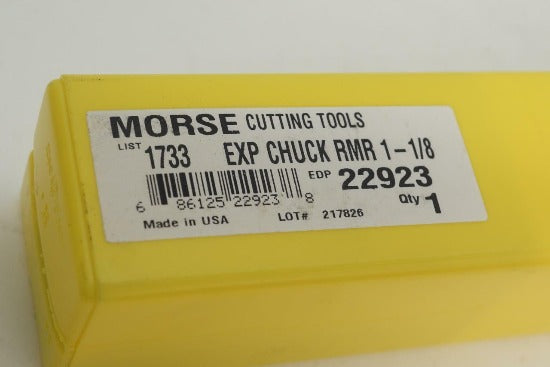 MORSE CUTTING TOOLS
LIST 1733 EXP CHUCK RMR 1-1/8
EDP 22923
6 86125 22923 8
Made in USA LOT# 217826 Qty 1